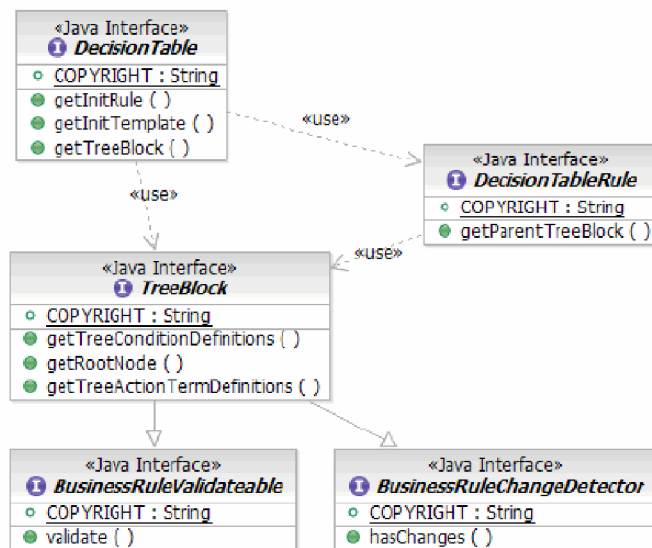 «Java Interface»
DecisionTable
COPYRIGHT : String
getInitRule ( )
getInitTemplate ( )
getTreeBlock ( )
«use»
«use»
«Java Interface»
DecisionTableRule
COPYRIGHT : String
getParentTreeBlock ( )
«use»
«Java Interface»
TreeBlock
COPYRIGHT : String
getTreeConditionDefinitions ( )
getRootNode ( )
getTreeActionTermDefinitions ( )
«Java Interface»
BusinessRuleValidateable
COPYRIGHT : String
validate ( )
«Java Interface»
BusinessRuleChangeDetector
COPYRIGHT : String
hasChanges ( )